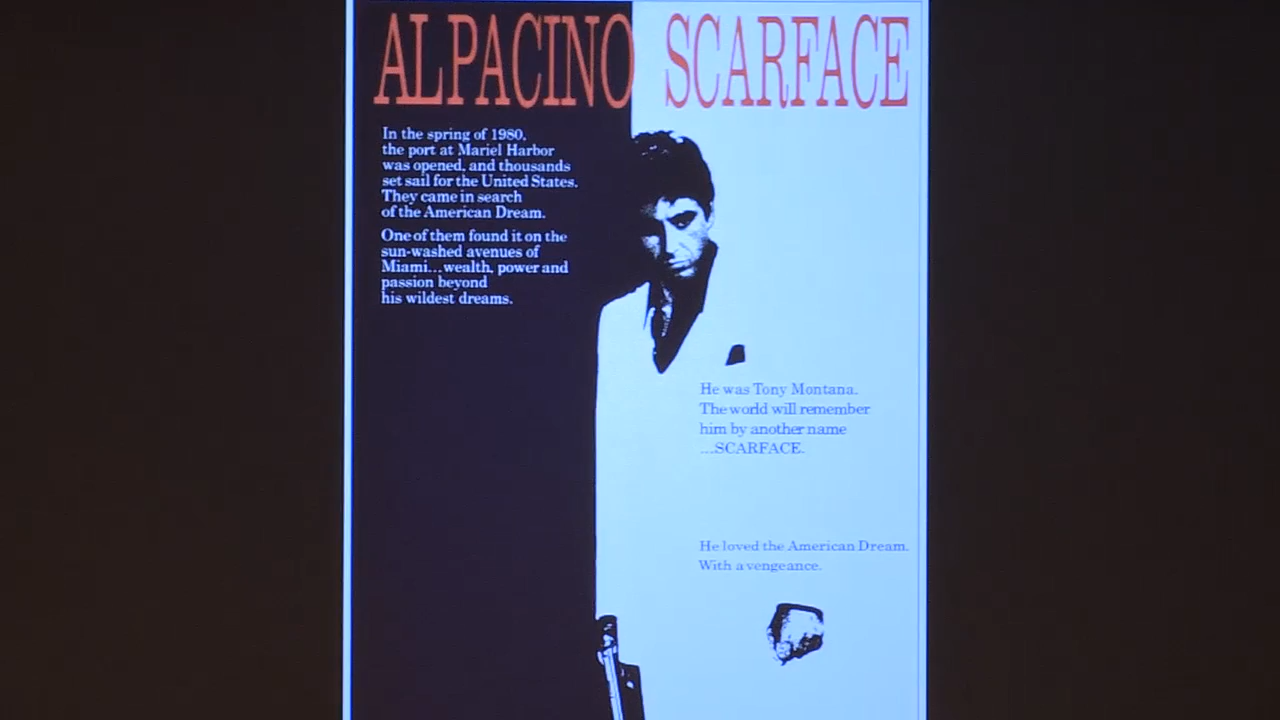 AL PACINO SCARFACE
In the spring of 1980,
the port at Mariel Harbor
was opened, and thousands
set sail for the United States.
They came in search
of the American Dream.
One of them found it on the
sun-washed avenues of
Miami...wealth, power and
passion beyond
his wildest dreams.
He was Tony Montana.
The world will remember
him by another name
...SCARFACE.
He loved the American Dream.
With a vengeance.